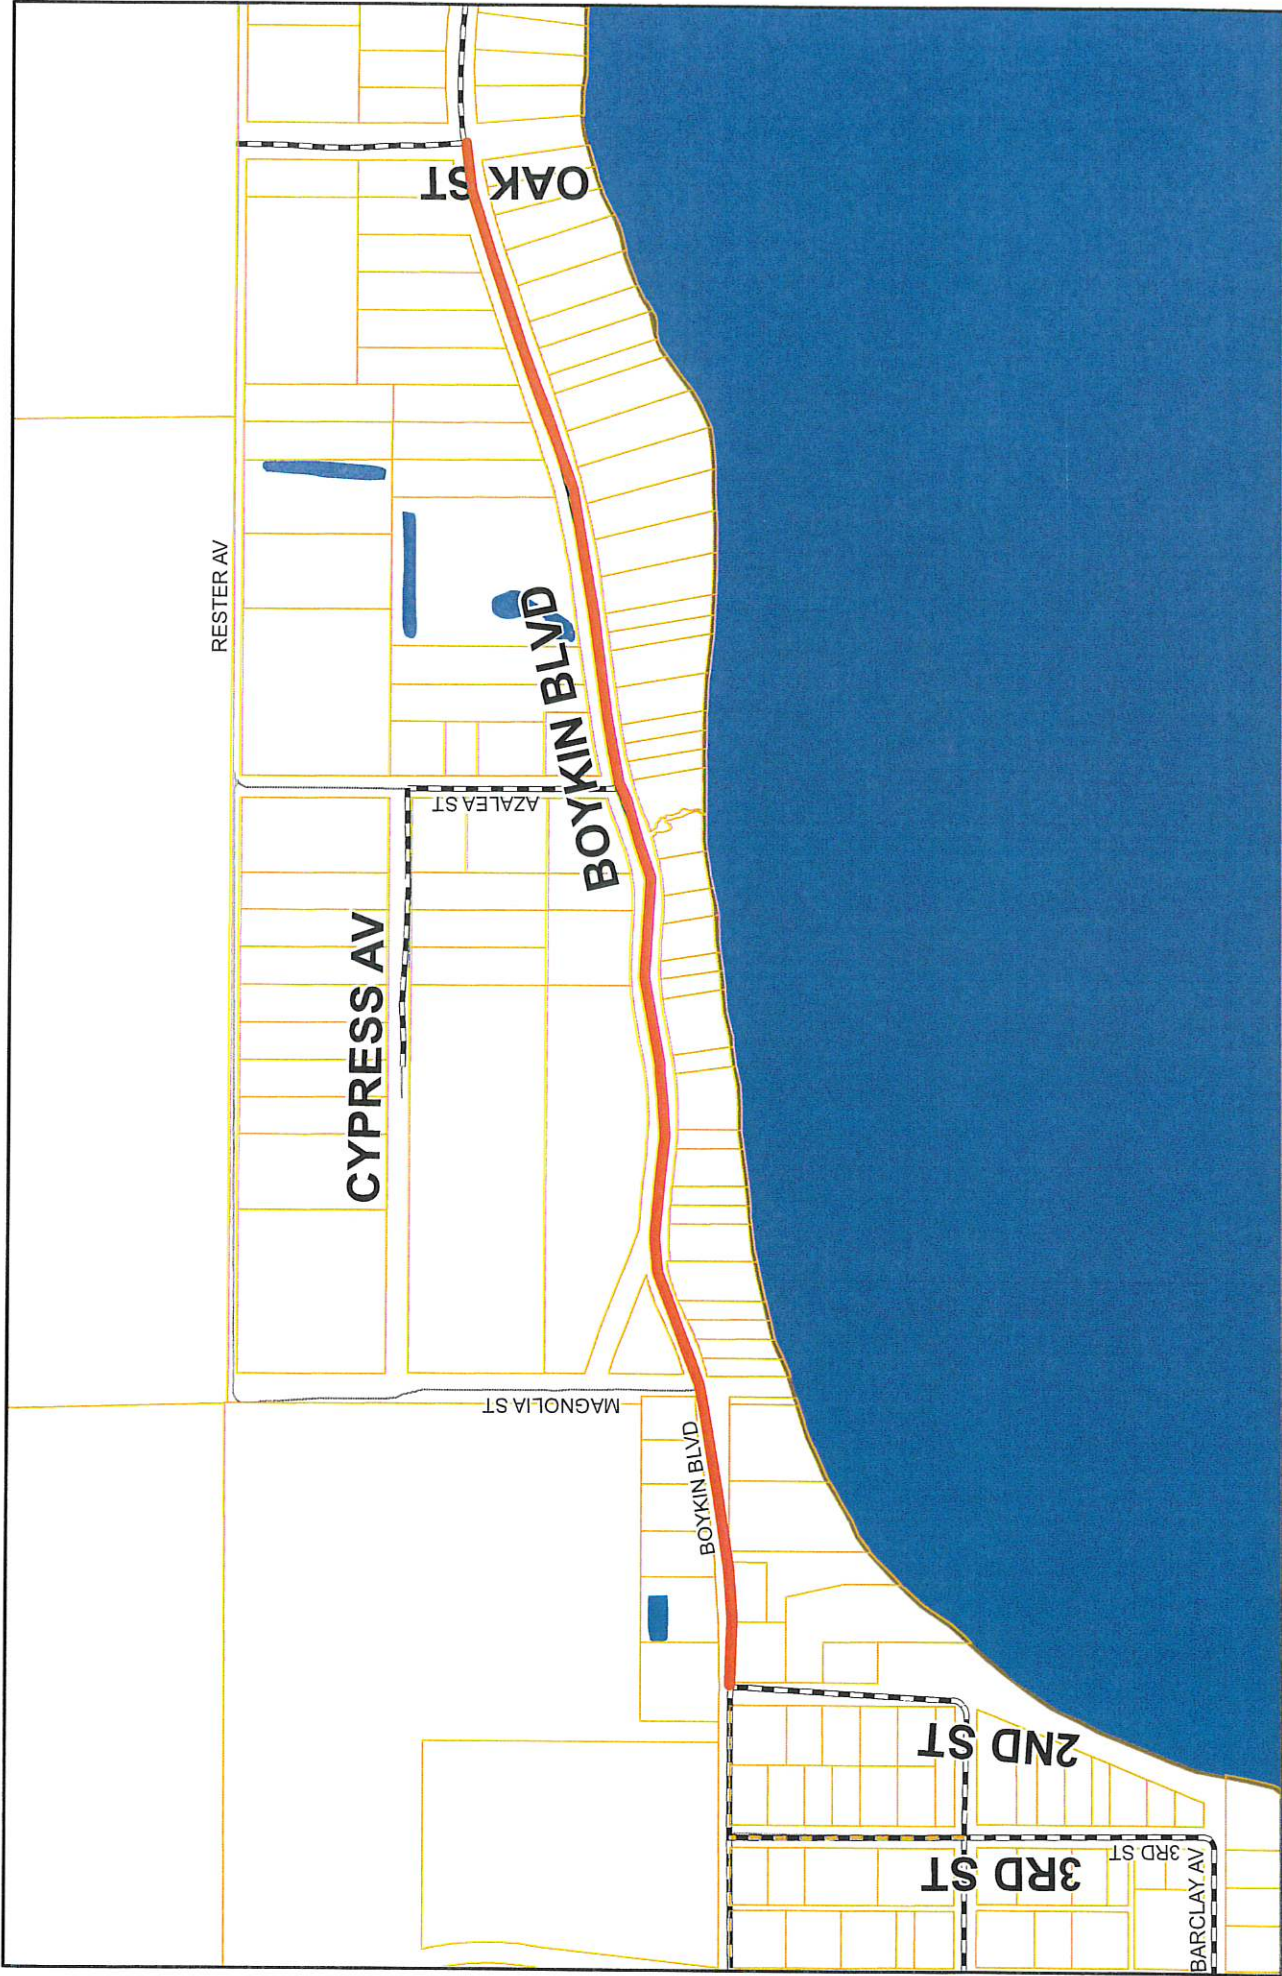 OAK ST
RESTER AV
BOYKIN BLVD
AZALEA ST
CYPRESS AV
MAGNOLIA ST
BOYKIN BLVD
2ND ST
3RD ST
3RD ST
BARCLAY AV